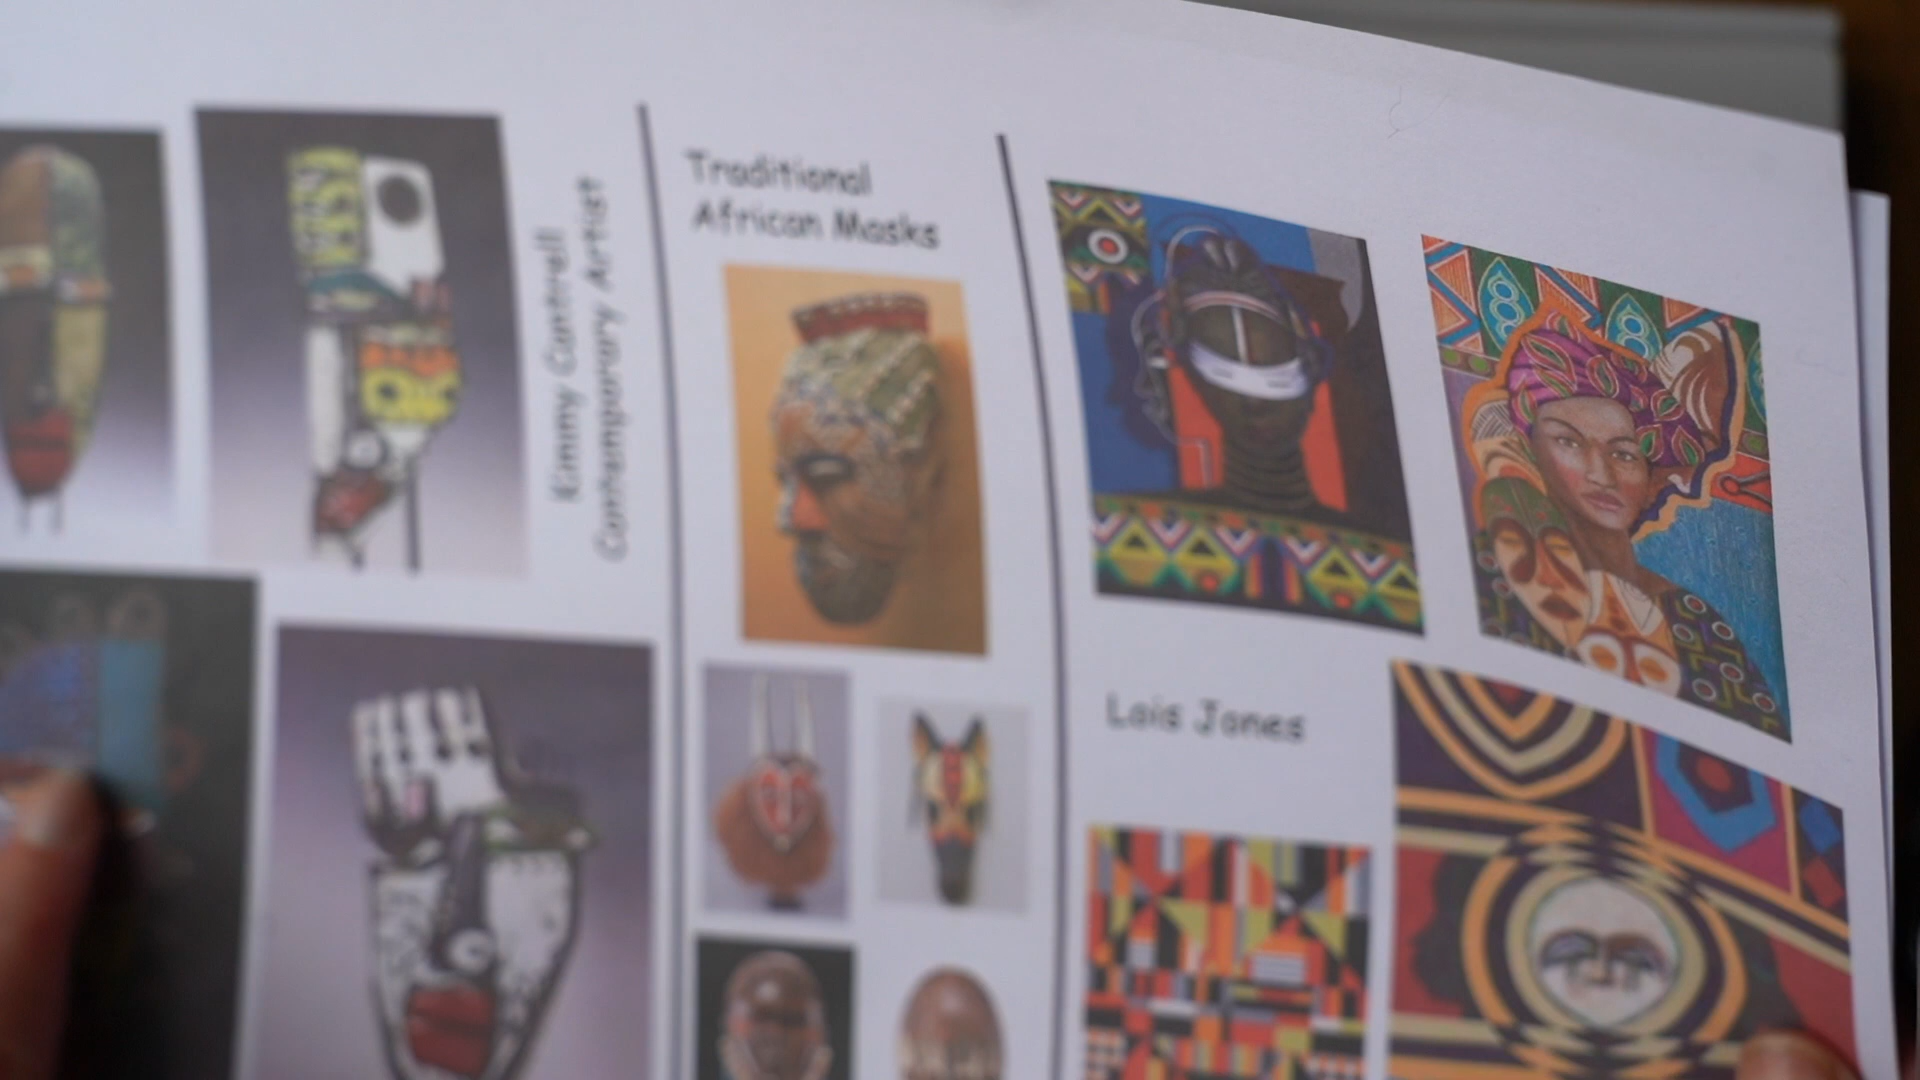 Kimmy Cantrell
Contemporary Artist
Traditional
African Masks
Lois Jones